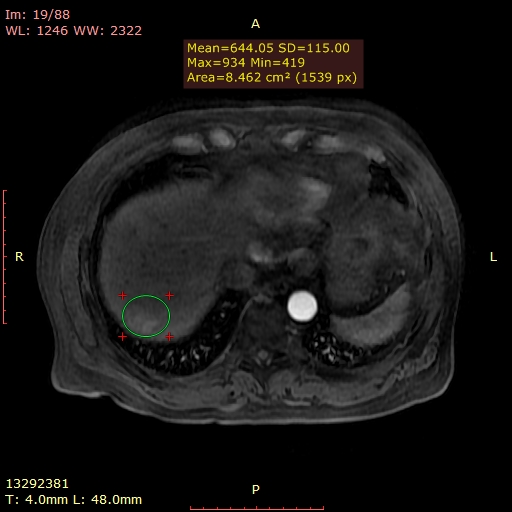 Im: 19/88
WL: 1246 WW: 2322
A
Mean=644.05 SD=115.00
Max=934 Min=419
Area=8.462 cm² (1539 px)
R
L
13292381
T: 4.0mm L: 48.0mm
P